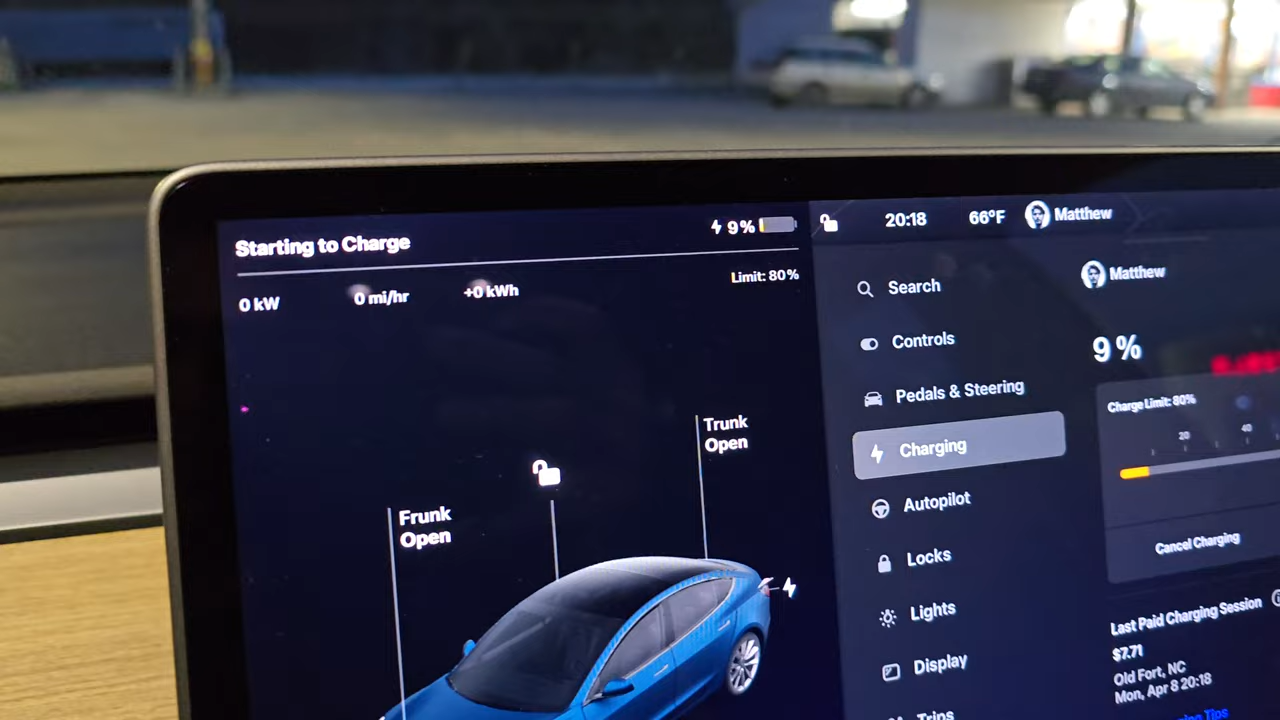 Starting to Charge
9%
0 kW
0 mi/hr
+0 kWh
Limit: 80%
Trunk
Open
Frunk
Open
20:18
66°F
Matthew
Search
Controls
Pedals & Steering
Charging
Autopilot
Locks
Lights
Display
Trips
Matthew
9%
Charge Limit: 80%
20
40
Cancel Charging
Last Paid Charging Session
$7.71
Old Fort, NC
Mon, Apr 8 20:18
Tips